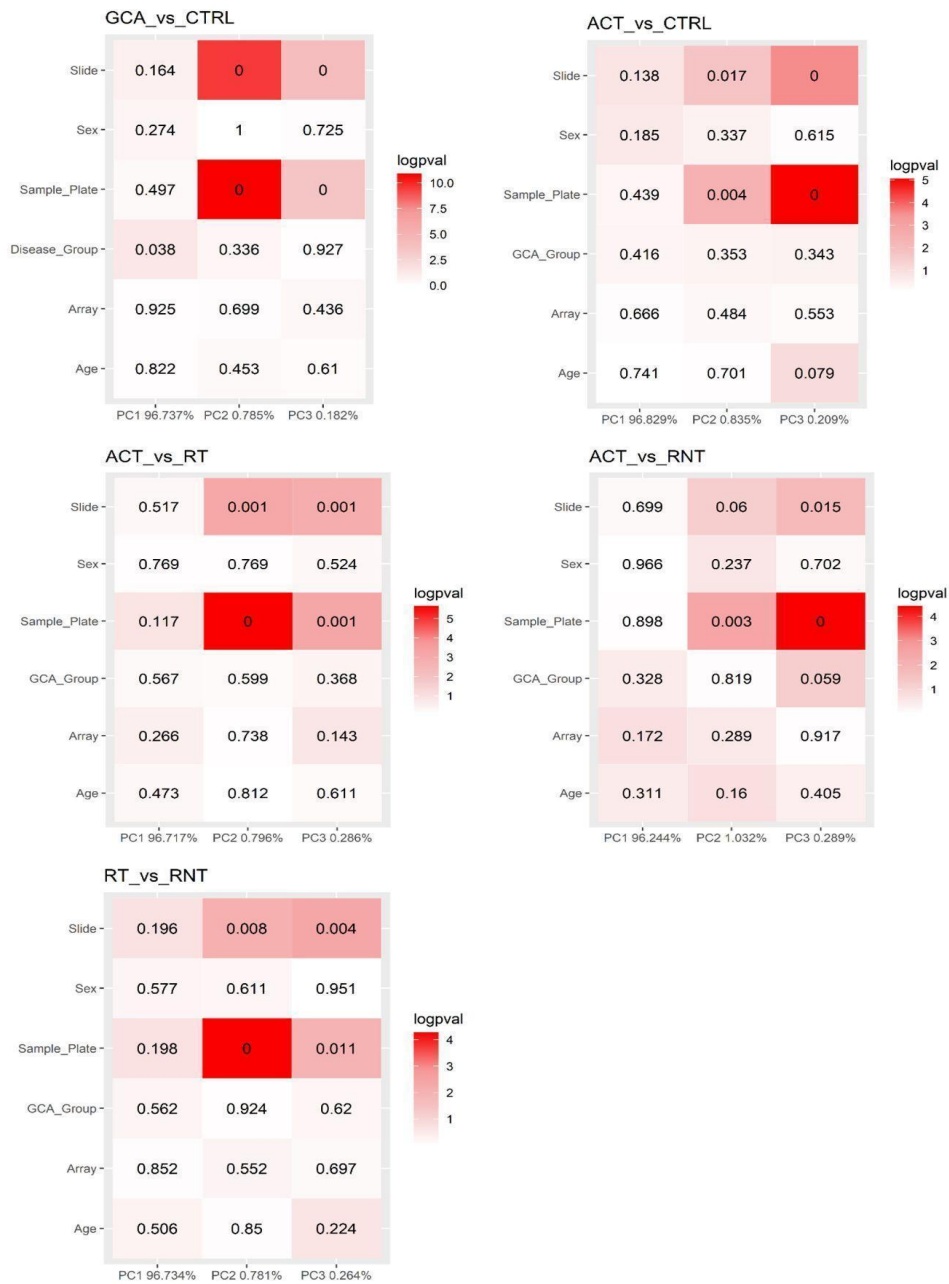 GCA_vs_CTRL
Slide 0.164 0 0
Sex 0.274 1 0.725
Sample_Plate 0.497 0 0
Disease_Group 0.038 0.336 0.927
Array 0.925 0.699 0.436
Age 0.822 0.453 0.61
PC1 96.737% PC2 0.785% PC3 0.182%
logpval
10.0
7.5
5.0
2.5
0.0
ACT_vs_CTRL
Slide 0.138 0.017 0
Sex 0.185 0.337 0.615
Sample_Plate 0.439 0.004 0
GCA_Group 0.416 0.353 0.343
Array 0.666 0.484 0.553
Age 0.741 0.701 0.079
PC1 96.829% PC2 0.835% PC3 0.209%
logpval
5
4
3
2
1
ACT_vs_RT
Slide 0.517 0.001 0.001
Sex 0.769 0.769 0.524
Sample_Plate 0.117 0 0.001
GCA_Group 0.567 0.599 0.368
Array 0.266 0.738 0.143
Age 0.473 0.812 0.611
PC1 96.717% PC2 0.796% PC3 0.286%
logpval
5
4
3
2
1
ACT_vs_RNT
Slide 0.699 0.06 0.015
Sex 0.966 0.237 0.702
Sample_Plate 0.898 0.003 0
GCA_Group 0.328 0.819 0.059
Array 0.172 0.289 0.917
Age 0.311 0.16 0.405
PC1 96.244% PC2 1.032% PC3 0.289%
logpval
4
3
2
1
RT_vs_RNT
Slide 0.196 0.008 0.004
Sex 0.577 0.611 0.951
Sample_Plate 0.198 0 0.011
GCA_Group 0.562 0.924 0.62
Array 0.852 0.552 0.697
Age 0.506 0.85 0.224
PC1 96.734% PC2 0.781% PC3 0.264%
logpval
4
3
2
1